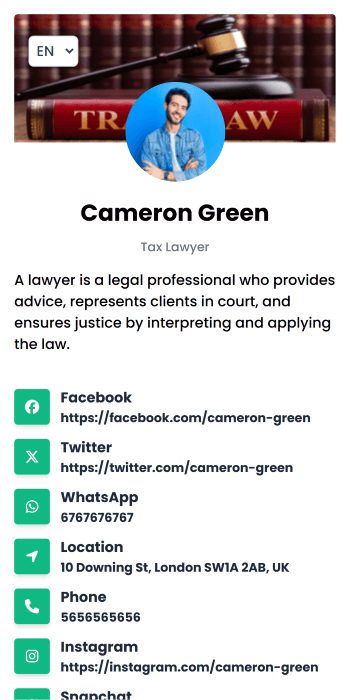 EN
TRA
AW
Cameron Green
Tax Lawyer
A lawyer is a legal professional who provides
advice, represents clients in court, and
ensures justice by interpreting and applying
the law.
Facebook
https://facebook.com/cameron-green
Twitter
https://twitter.com/cameron-green
WhatsApp
6767676767
Location
10 Downing St, London SW1A 2AB, UK
Phone
5656565656
Instagram
https://instagram.com/cameron-green
Snapchat